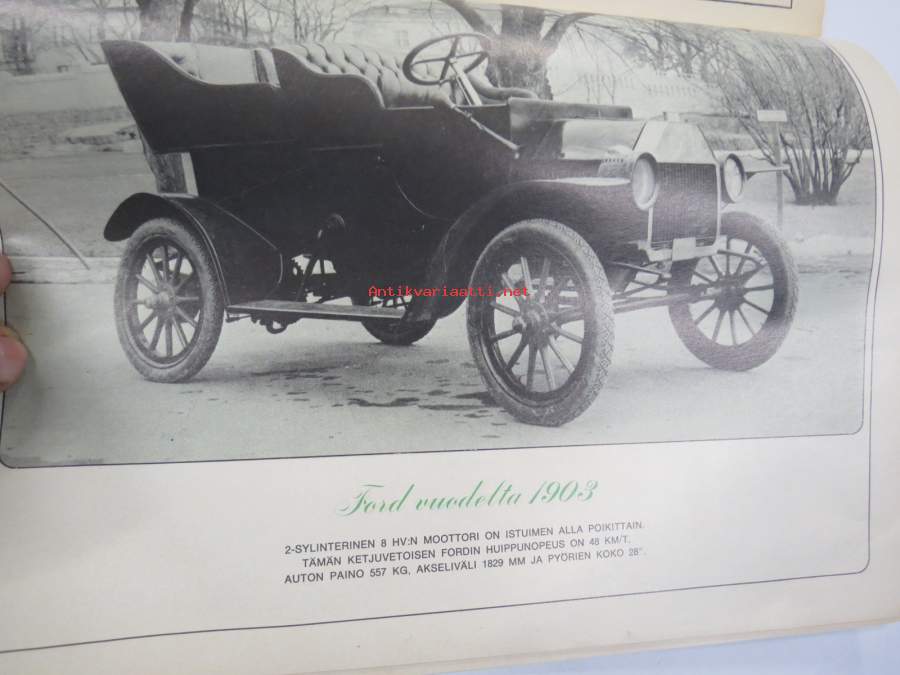 Antikvariaatti.net
Ford vuodelta 1903
2-SYLINTERINEN 8 HV:N MOOTTORI ON ISTUIMEN ALLA POIKITTAIN.
TÄMÄN KETJUVETOISEN FORDIN HUIPPUNOPEUS ON 48 KM/T,
AUTON PAINO 557 KG, AKSELIVÄLI 1829 MM JA PYÖRIEN KOKO 28".